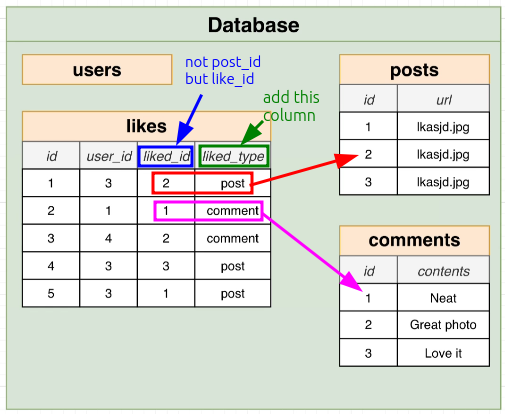 Database
users
not post_id
but like_id
add this
column
likes
id user_id liked_id liked_type
1 3 2 post
2 1 1 comment
3 4 2 comment
4 3 3 post
5 3 1 post
posts
id url
1 lkasjd.jpg
2 lkasjd.jpg
3 lkasjd.jpg
comments
id contents
1 Neat
2 Great photo
3 Love it